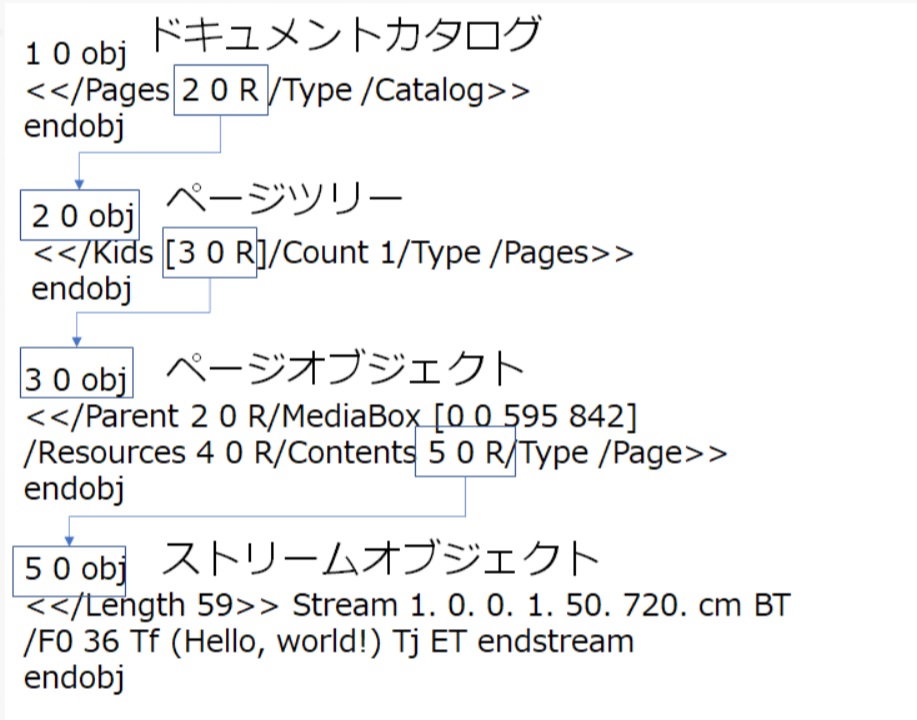 1 0 obj ドキュメントカタログ
<</Pages 2 0 R/Type /Catalog>>
endobj
2 0 obj ページツリー
<</Kids [3 0 R]/Count 1/Type /Pages>>
endobj
3 0 obj ページオブジェクト
<</Parent 2 0 R/MediaBox [0 0 595 842]
/Resources 4 0 R/Contents 5 0 R/Type /Page>>
endobj
5 0 obj ストリームオブジェクト
<</Length 59>> Stream 1. 0. 0. 1. 50. 720. cm BT
/F0 36 Tf (Hello, world!) Tj ET endstream
endobj